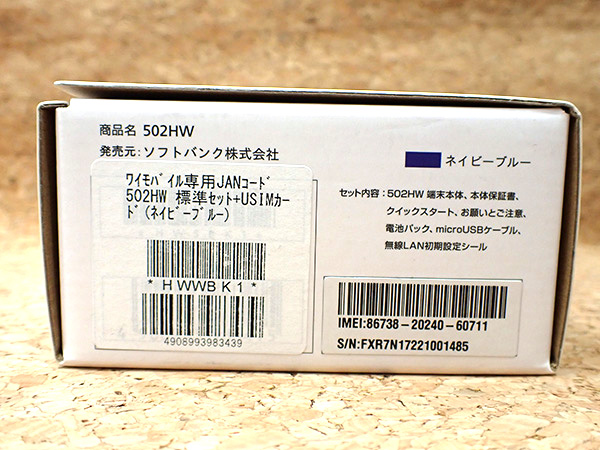 商品名 502HW
発売元: ソフトバンク株式会社
ワイモバイル専用JANコード
502HW 標準セット+USIMカー
ド(ネイビーブルー)
*HWWBK1*
4908993983439
ネイビーブルー
セット内容:502HW 端末本体、本体保証書、
クイックスタート、お願いとご注意、
電池パック、microUSBケーブル、
無線LAN初期設定シール
IMEI:86738-20240-60711
S/N:FXR7N17221001485